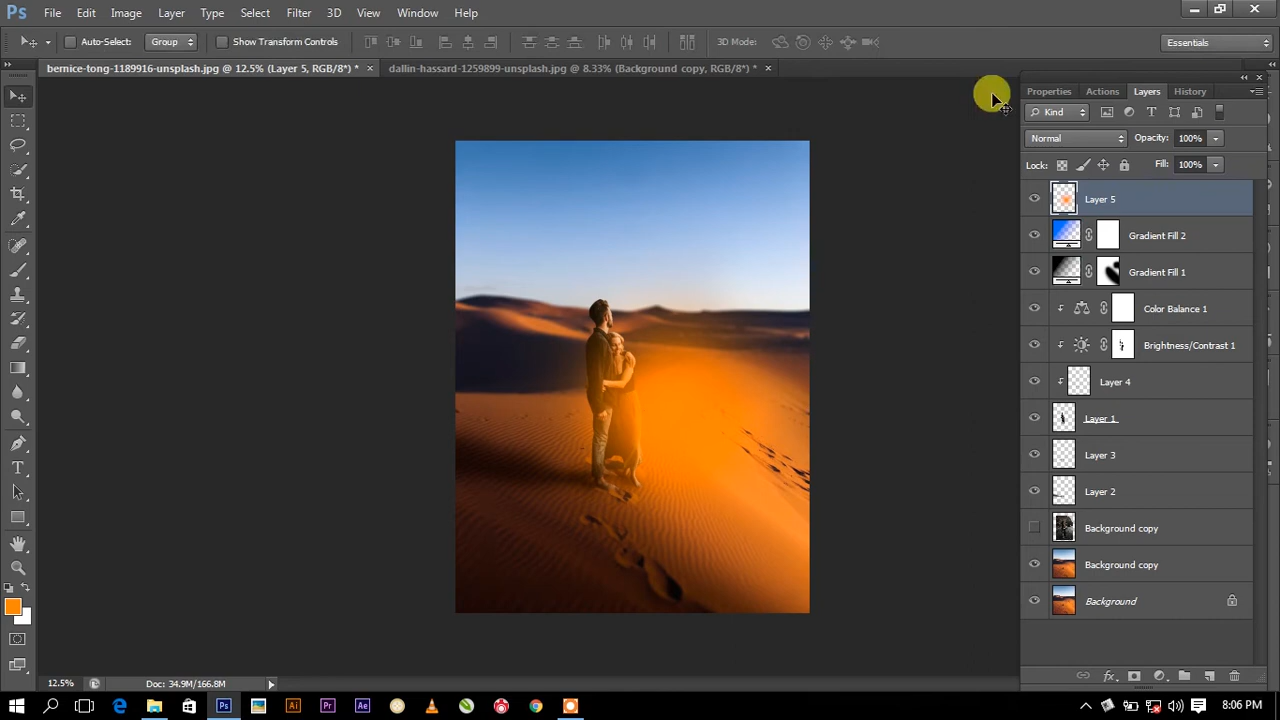 Ps File Edit Image Layer Type Select Filter 3D View Window Help
Auto-Select: Group Show Transform Controls 3D Mode: Essentials
bernice-tong-1189916-unsplash.jpg @ 12.5% (Layer 5, RGB/8*) * × dallin-hassard-1259899-unsplash.jpg @ 8.33% (Background copy, RGB/8*) * ×
Properties Actions Layers History
Kind
Normal Opacity: 100%
Lock: Fill: 100%
Layer 5
Gradient Fill 2
Gradient Fill 1
Color Balance 1
Brightness/Contrast 1
Layer 4
Layer 1
Layer 3
Layer 2
Background copy
Background copy
Background
12.5% Doc: 34.9M/166.8M
Ps Ai Pr Ae 8:06 PM